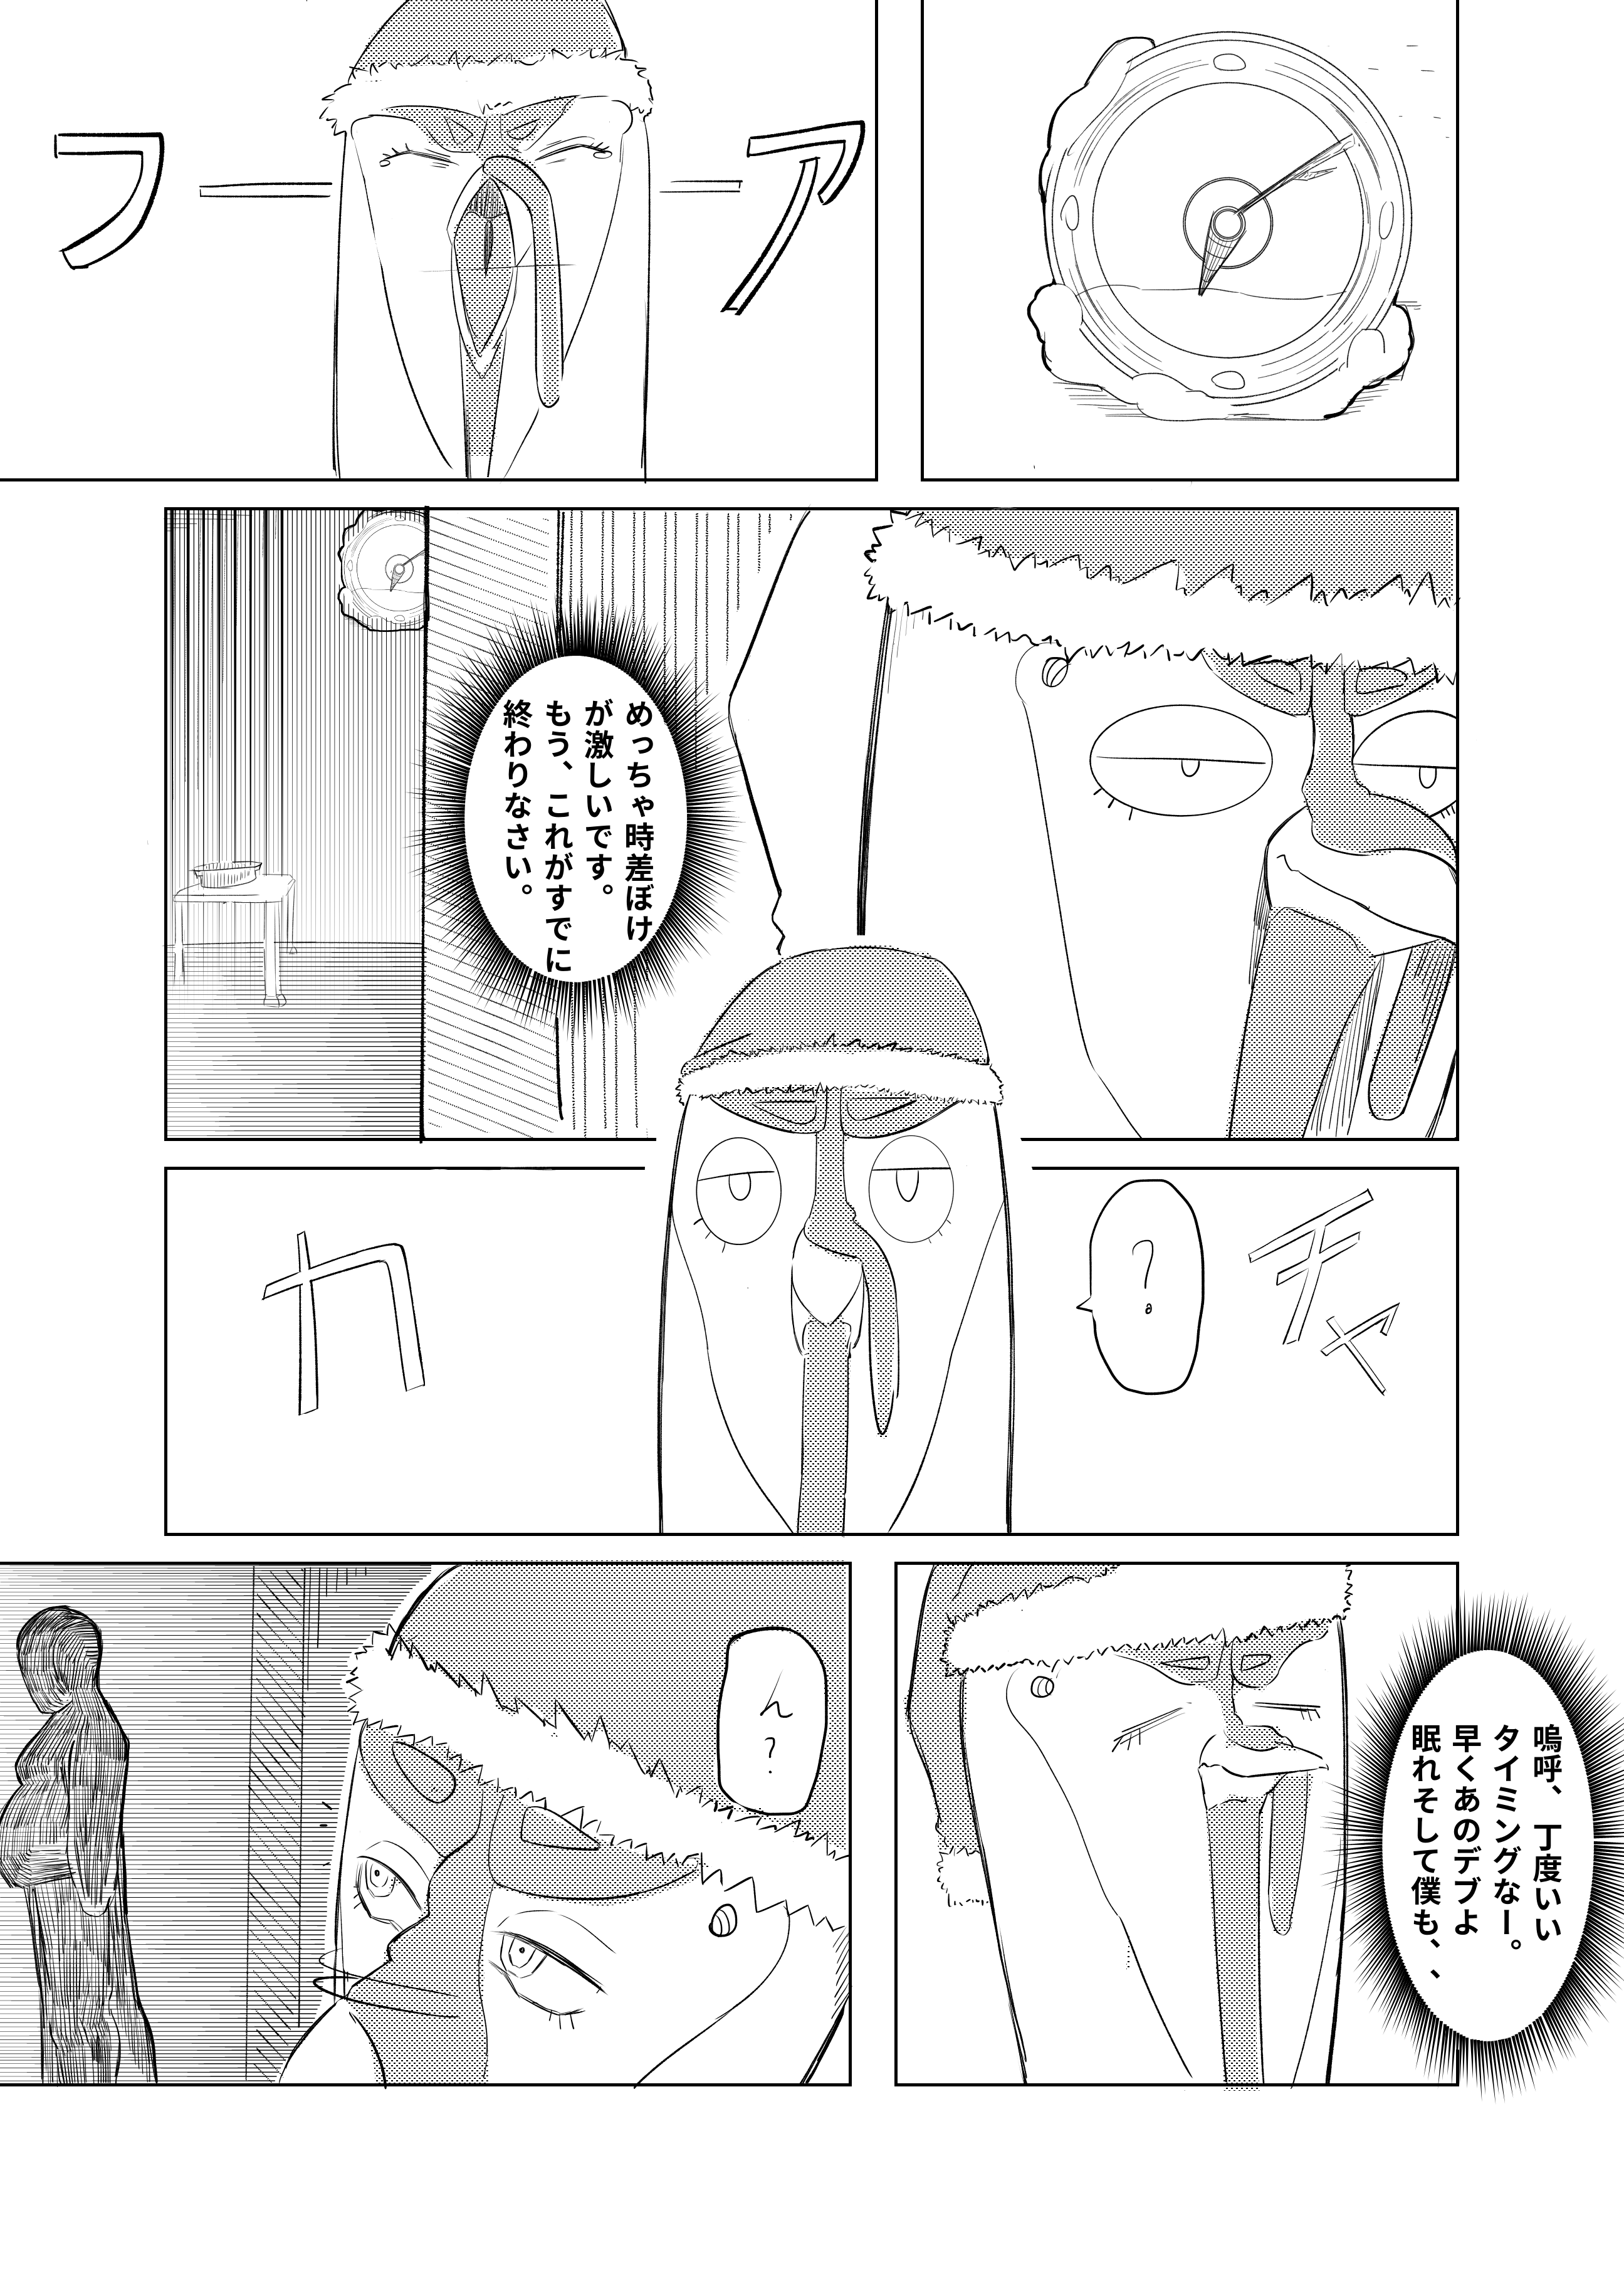 ア
ー
ー
フ
めっちゃ時差ぼけ
が激しいです。
もう、これがすでに
終わりなさい。
チャ
?
カ
嗚呼、丁度いい
タイミングなー。
早くあのデブよ
眠れそして僕も、、
ん?